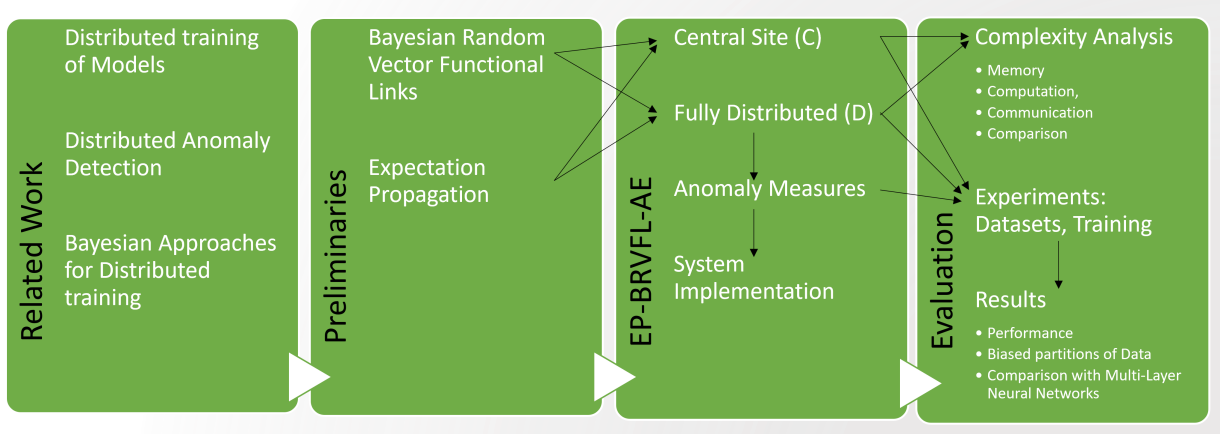 Related Work
Distributed training
of Models
Distributed Anomaly
Detection
Bayesian Approaches
for Distributed
training
Preliminaries
Bayesian Random
Vector Functional
Links
Expectation
Propagation
EP-BRVFL-AE
Central Site (C)
Fully Distributed (D)
Anomaly Measures
System
Implementation
Evaluation
Complexity Analysis
• Memory
• Computation,
• Communication
• Comparison
Experiments:
Datasets, Training
Results
• Performance
• Biased partitions of Data
• Comparison with Multi-Layer
Neural Networks